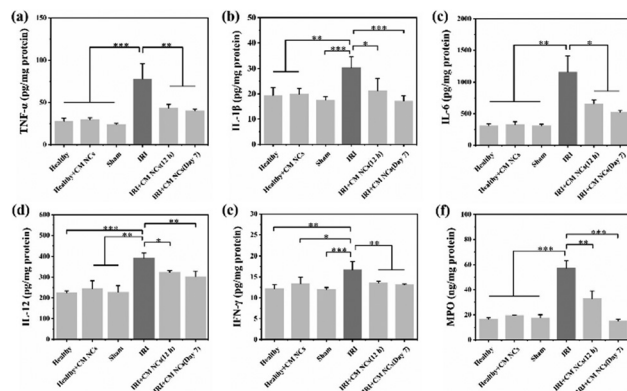 (a)
TNF-α (pg/mg protein)
125
100
75
50
25
0
***
**
Healthy
Healthy+CM NCs
Sham
IRI
IRI+CM NCs(12 h)
IRI+CM NCs(Day 7)
(b)
IL-1β (pg/mg protein)
50
40
30
20
10
0
**
***
*
***
Healthy
Healthy+CM NCs
Sham
IRI
IRI+CM NCs(12 h)
IRI+CM NCs(Day 7)
(c)
IL-6 (pg/mg protein)
1500
1000
500
0
**
*
Healthy
Healthy+CM NCs
Sham
IRI
IRI+CM NCs(12 h)
IRI+CM NCs(Day 7)
(d)
IL-12 (pg/mg protein)
600
500
400
300
200
100
0
***
**
*
**
Healthy
Healthy+CM NCs
Sham
IRI
IRI+CM NCs(12 h)
IRI+CM NCs(Day 7)
(e)
IFN-γ (pg/mg protein)
30
25
20
15
10
5
0
**
*
***
**
Healthy
Healthy+CM NCs
Sham
IRI
IRI+CM NCs(12 h)
IRI+CM NCs(Day 7)
(f)
MPO (ng/mg protein)
100
80
60
40
20
0
***
**
***
Healthy
Healthy+CM NCs
Sham
IRI
IRI+CM NCs(12 h)
IRI+CM NCs(Day 7)